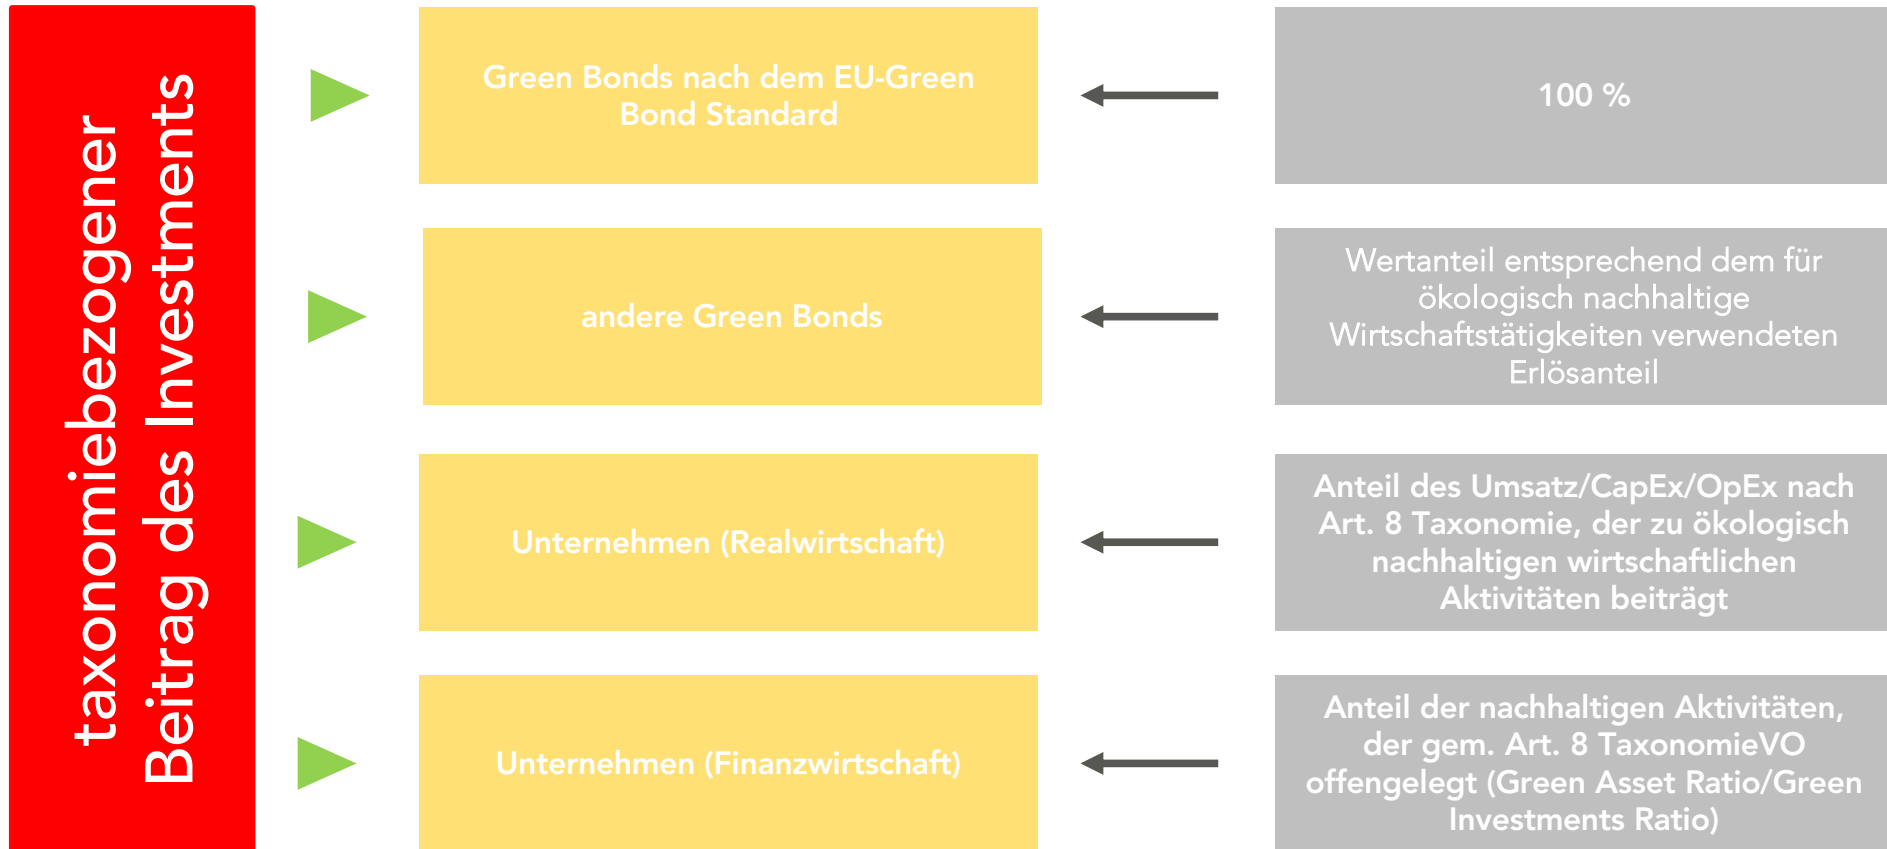 taxonomiebezogener
Beitrag des Investments
Green Bonds nach dem EU-Green
Bond Standard
100 %
andere Green Bonds
Wertanteil entsprechend dem für
ökologisch nachhaltige
Wirtschaftstätigkeiten verwendeten
Erlösanteil
Unternehmen (Realwirtschaft)
Anteil des Umsatz/CapEx/OpEx nach
Art. 8 Taxonomie, der zu ökologisch
nachhaltigen wirtschaftlichen
Aktivitäten beiträgt
Unternehmen (Finanzwirtschaft)
Anteil der nachhaltigen Aktivitäten,
der gem. Art. 8 TaxonomieVO
offengelegt (Green Asset Ratio/Green
Investments Ratio)